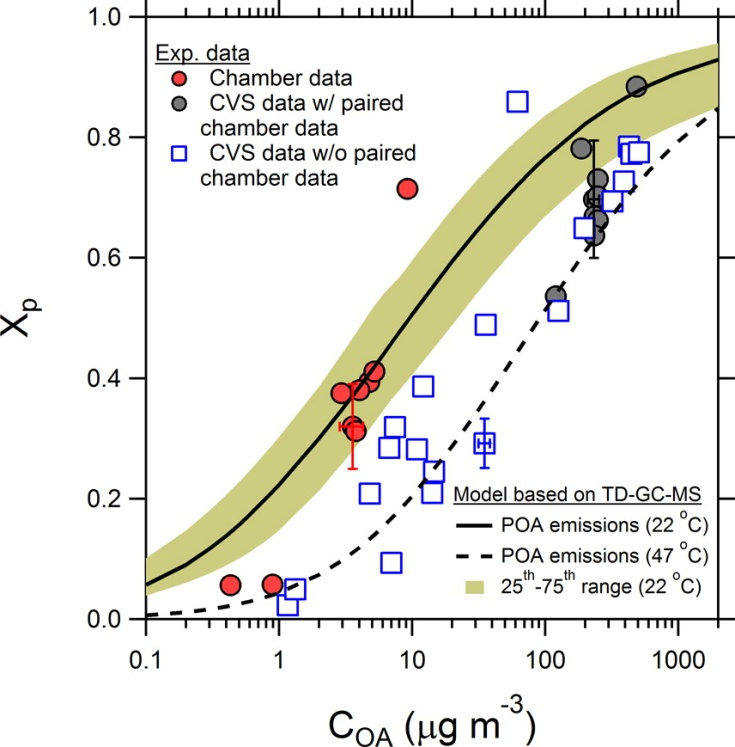 1.0
Exp. data
Chamber data
CVS data w/ paired
chamber data
CVS data w/o paired
chamber data
0.8
0.6
Xp
0.4
0.2
Model based on TD-GC-MS
POA emissions (22 °C)
POA emissions (47 °C)
25th-75th range (22 °C)
0.0
0.1 1 10 100 1000
COA (μg m-3)